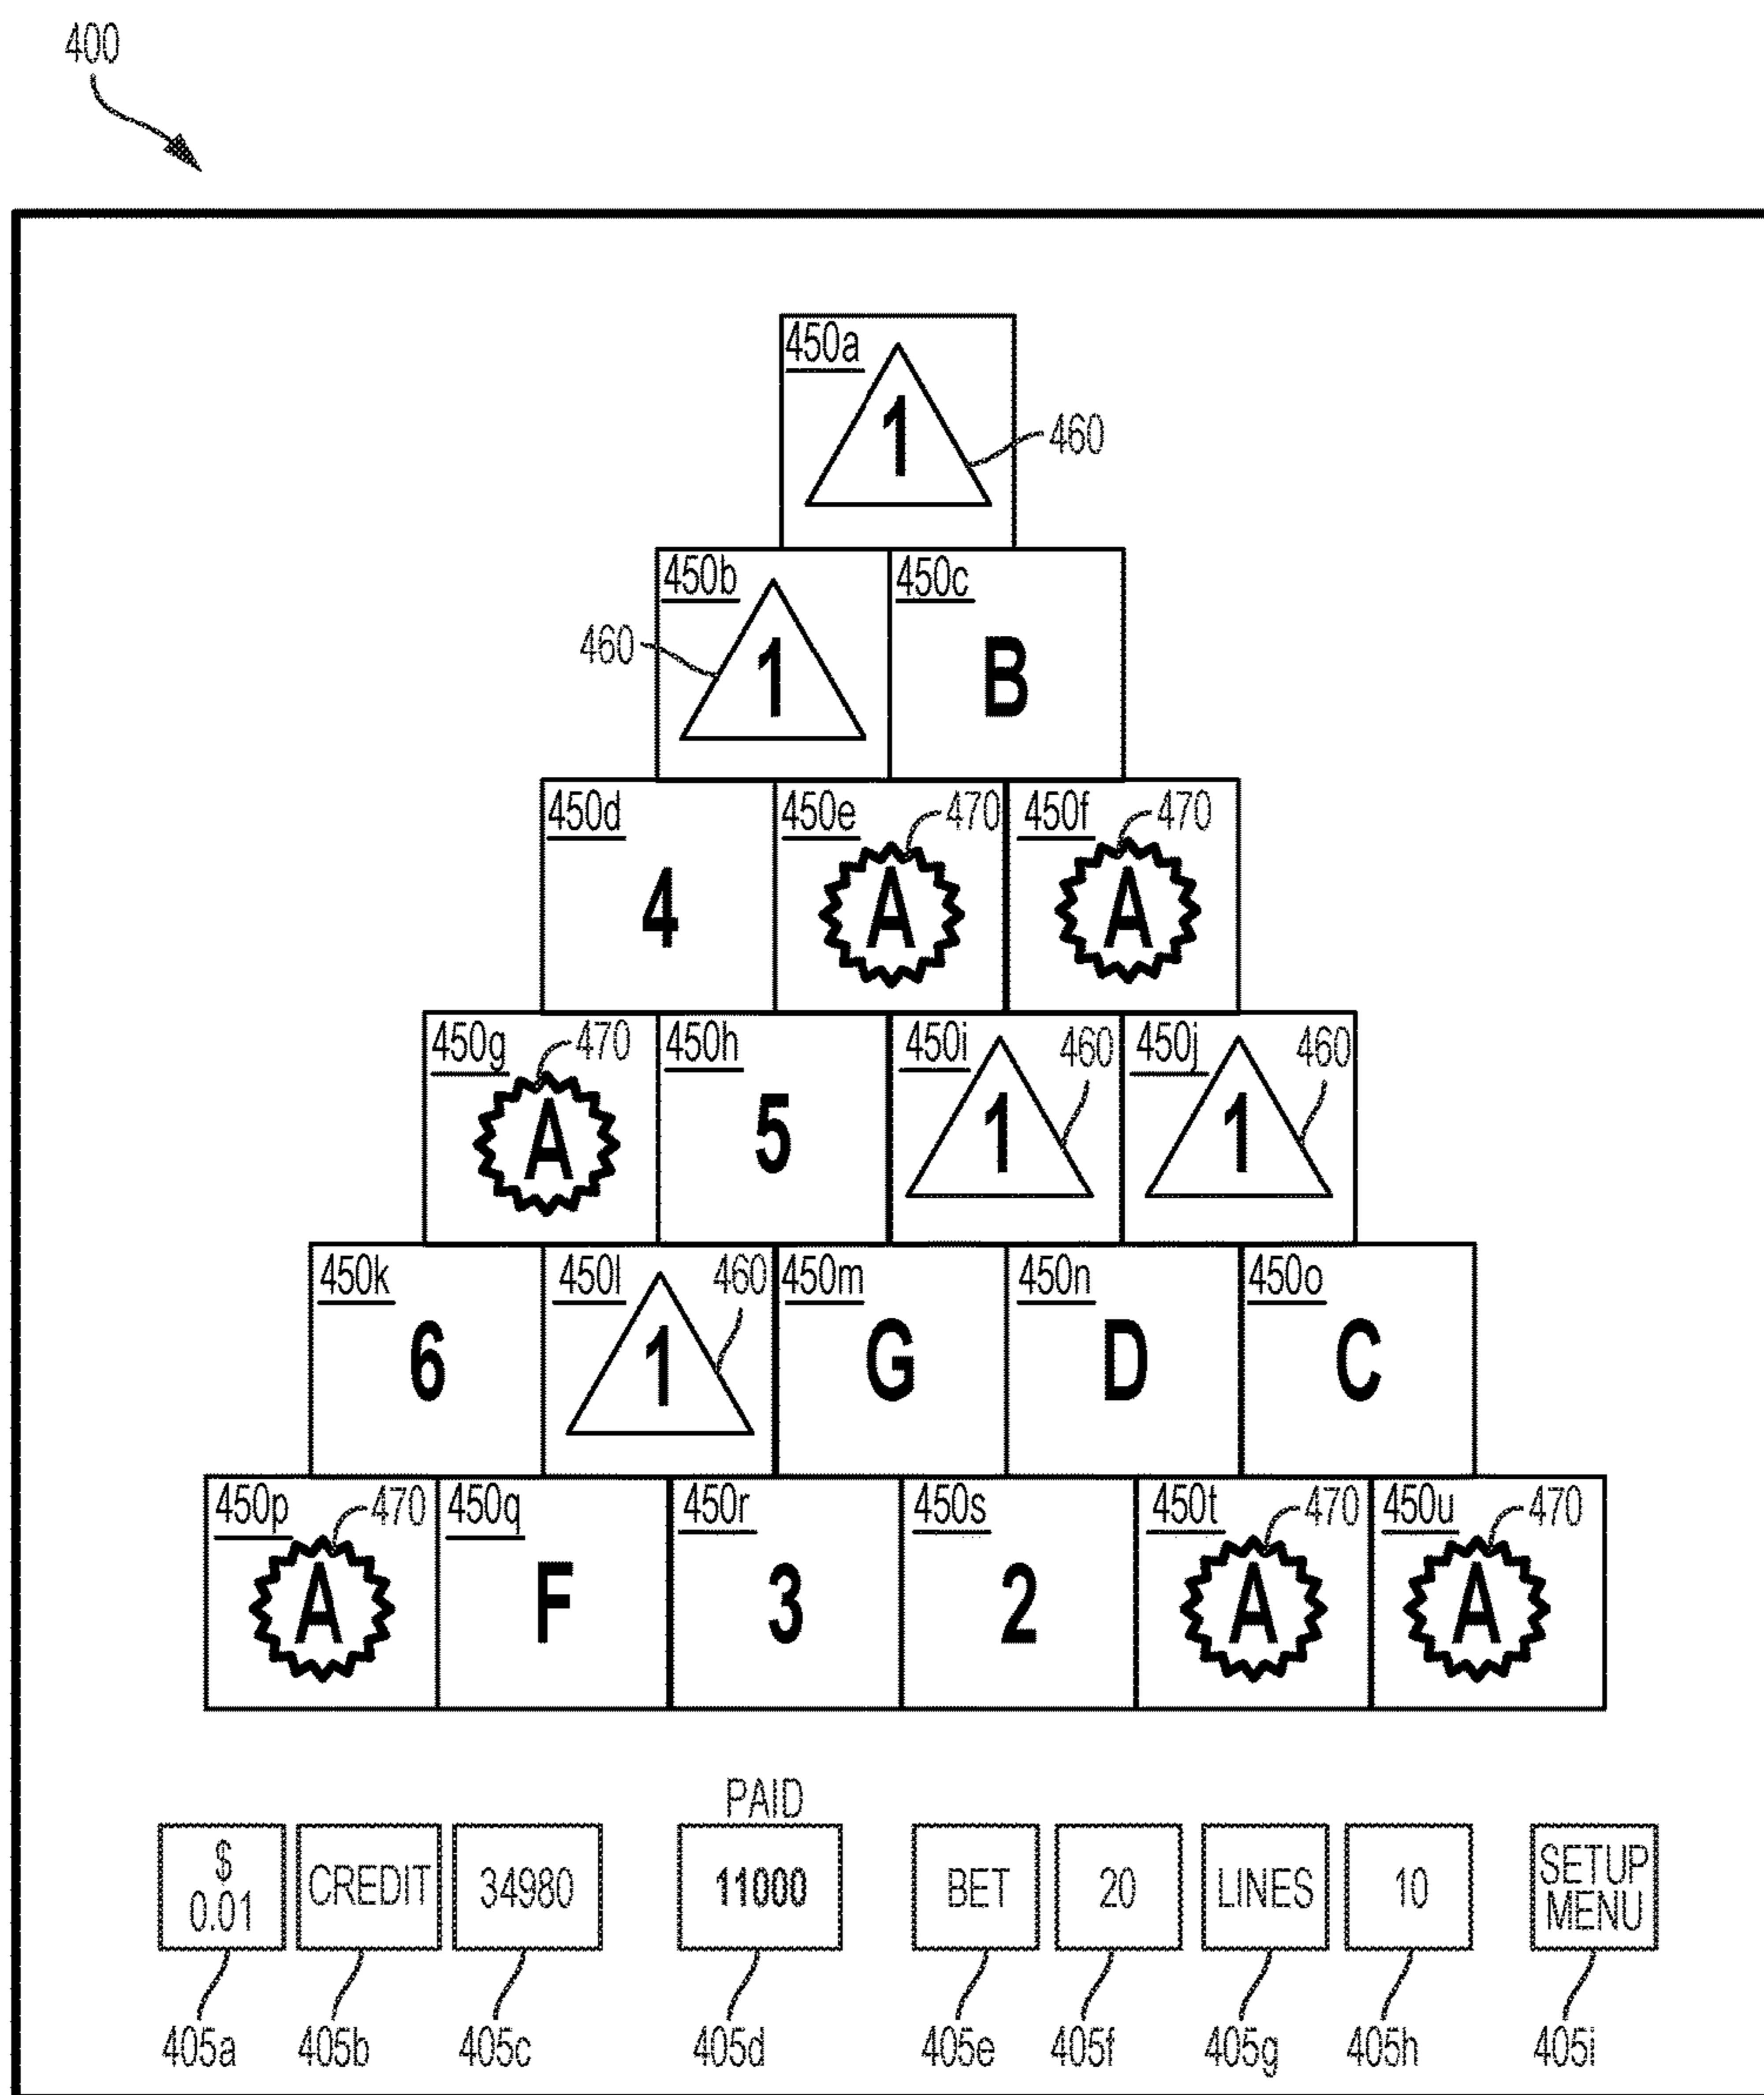 400
450a
1
460
450b 450c
460
1 B
450d 450e 470 450f 470
4 A A
450g 470 450h 450i 460 450j 460
A 5 1 1
450k 450l 460 450m 450n 450o
6 1 G D C
450p 470 450q 450r 450s 450t 470 450u 470
A F 3 2 A A
PAID
$
0.01
CREDIT 34980 11000 BET 20 LINES 10
SETUP
MENU
405a 405b 405c 405d 405e 405f 405g 405h 405i